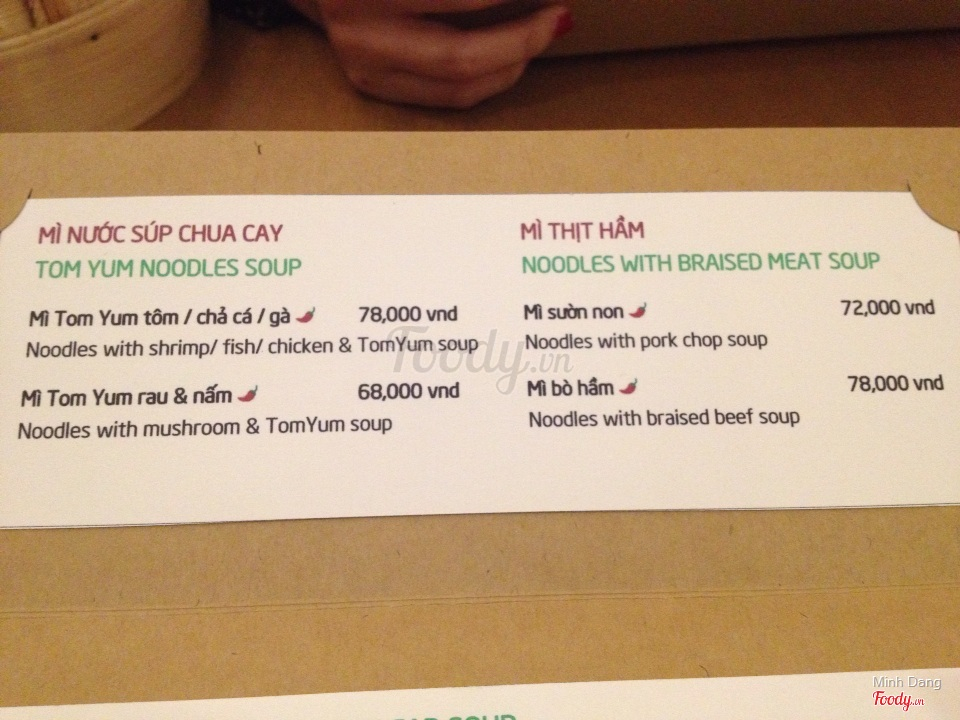 MÌ NƯỚC SÚP CHUA CAY
TOM YUM NOODLES SOUP
Mì Tom Yum tôm / chả cá / gà 78,000 vnd
Noodles with shrimp/ fish/ chicken & TomYum soup
Mì Tom Yum rau & nấm 68,000 vnd
Noodles with mushroom & TomYum soup
MÌ THỊT HẦM
NOODLES WITH BRAISED MEAT SOUP
Mì sườn non 72,000 vnd
Noodles with pork chop soup
Mì bò hầm 78,000 vnd
Noodles with braised beef soup
Foody.vn
Minh Dang
Foody.vn
SOUP